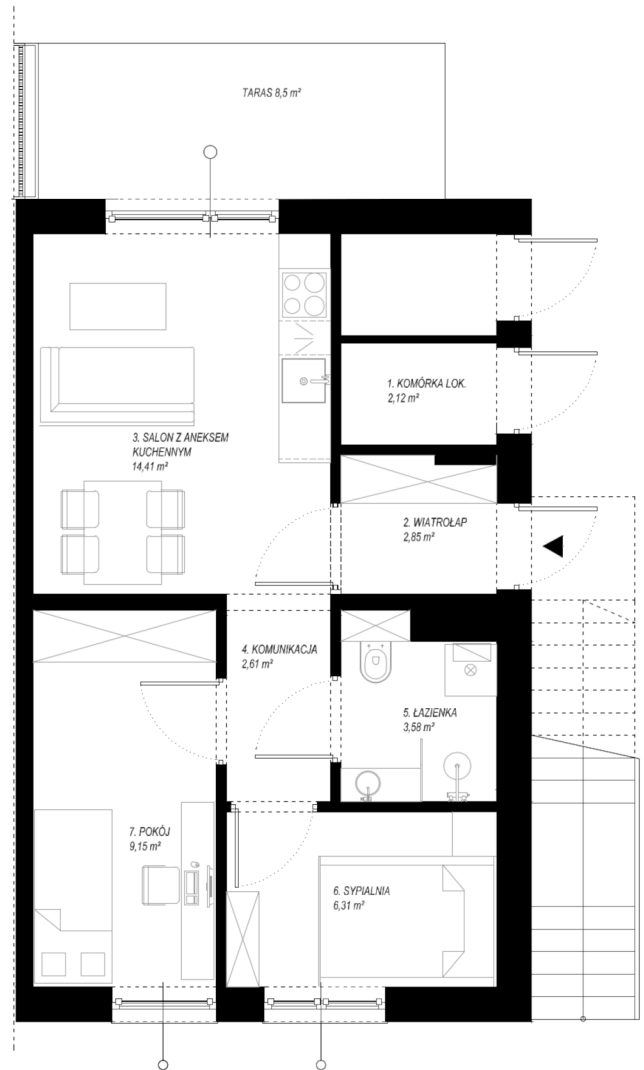 TARAS 8,5 m²
1. KOMÓRKA LOK.
2,12 m²
3. SALON Z ANEKSEM
KUCHENNYM
14,41 m²
2. WIATROŁAP
2,85 m²
4. KOMUNIKACJA
2,61 m²
5. ŁAZIENKA
3,58 m²
7. POKÓJ
9,15 m²
6. SYPIALNIA
6,31 m²